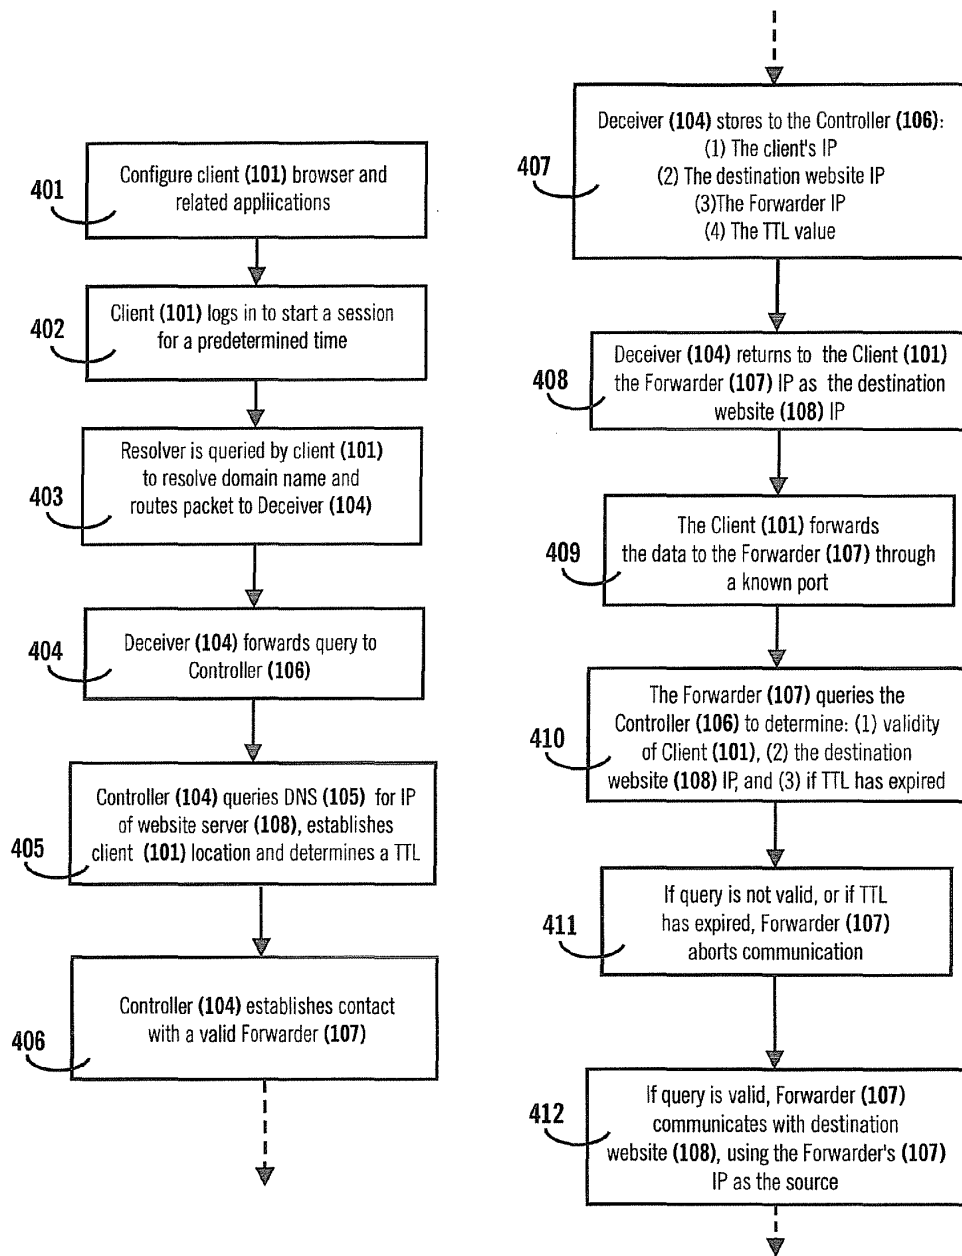 401
Configure client (101) browser and
related appliications
402
Client (101) logs in to start a session
for a predetermined time
403
Resolver is queried by client (101)
to resolve domain name and
routes packet to Deceiver (104)
404
Deceiver (104) forwards query to
Controller (106)
405
Controller (104) queries DNS (105) for IP
of website server (108), establishes
client (101) location and determines a TTL
406
Controller (104) establishes contact
with a valid Forwarder (107)
407
Deceiver (104) stores to the Controller (106):
(1) The client's IP
(2) The destination website IP
(3)The Forwarder IP
(4) The TTL value
408
Deceiver (104) returns to the Client (101)
the Forwarder (107) IP as the destination
website (108) IP
409
The Client (101) forwards
the data to the Forwarder (107) through
a known port
410
The Forwarder (107) queries the
Controller (106) to determine: (1) validity
of Client (101), (2) the destination
website (108) IP, and (3) if TTL has expired
411
If query is not valid, or if TTL
has expired, Forwarder (107)
aborts communication
412
If query is valid, Forwarder (107)
communicates with destination
website (108), using the Forwarder's (107)
IP as the source